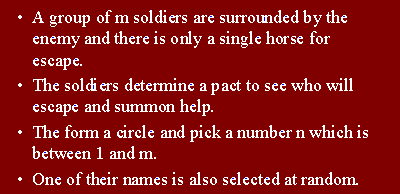 • A group of m soldiers are surrounded by the
enemy and there is only a single horse for
escape.
• The soldiers determine a pact to see who will
escape and summon help.
• The form a circle and pick a number n which is
between 1 and m.
• One of their names is also selected at random.